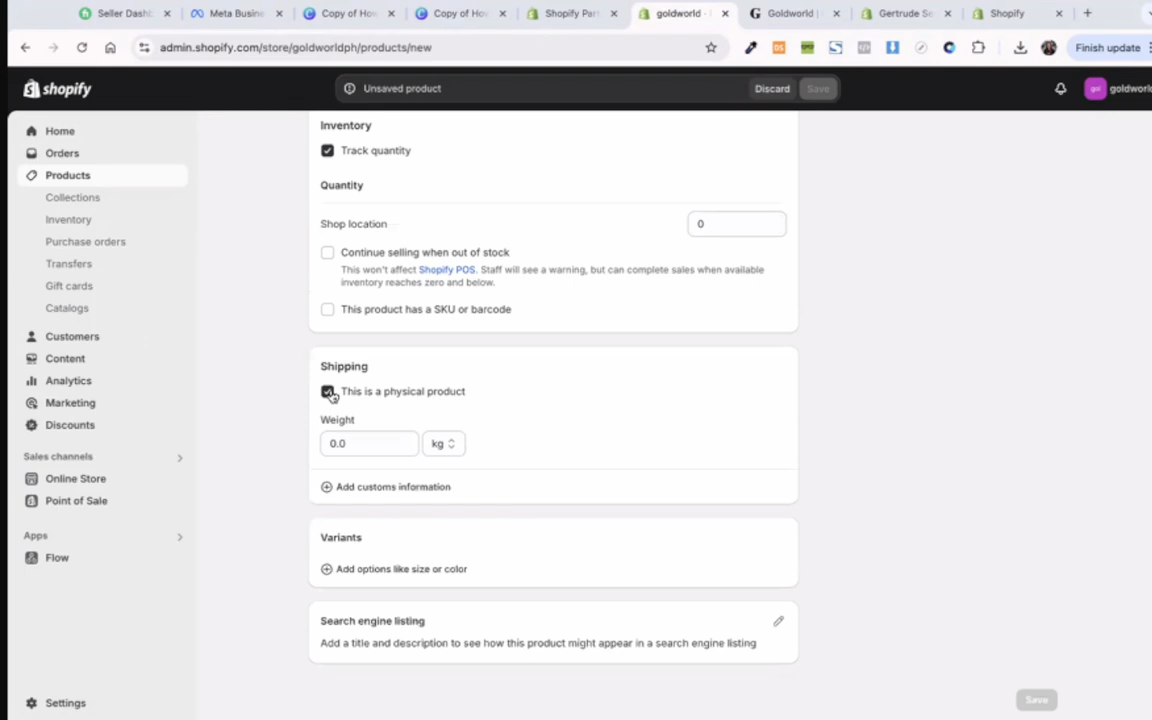 Seller Dashb
Meta Busine
Copy of How
Copy of How
Shopify Part
goldworld ·
Goldworld |
Gertrude Se
Shopify
admin.shopify.com/store/goldworldph/products/new
Finish update
shopify
Unsaved product
Discard
Save
gol
goldworld
Home
Orders
Products
Collections
Inventory
Purchase orders
Transfers
Gift cards
Catalogs
Customers
Content
Analytics
Marketing
Discounts
Sales channels
Online Store
Point of Sale
Apps
Flow
Settings
Inventory
Track quantity
Quantity
Shop location
0
Continue selling when out of stock
This won't affect Shopify POS. Staff will see a warning, but can complete sales when available
inventory reaches zero and below.
This product has a SKU or barcode
Shipping
This is a physical product
Weight
0.0
kg
Add customs information
Variants
Add options like size or color
Search engine listing
Add a title and description to see how this product might appear in a search engine listing
Save